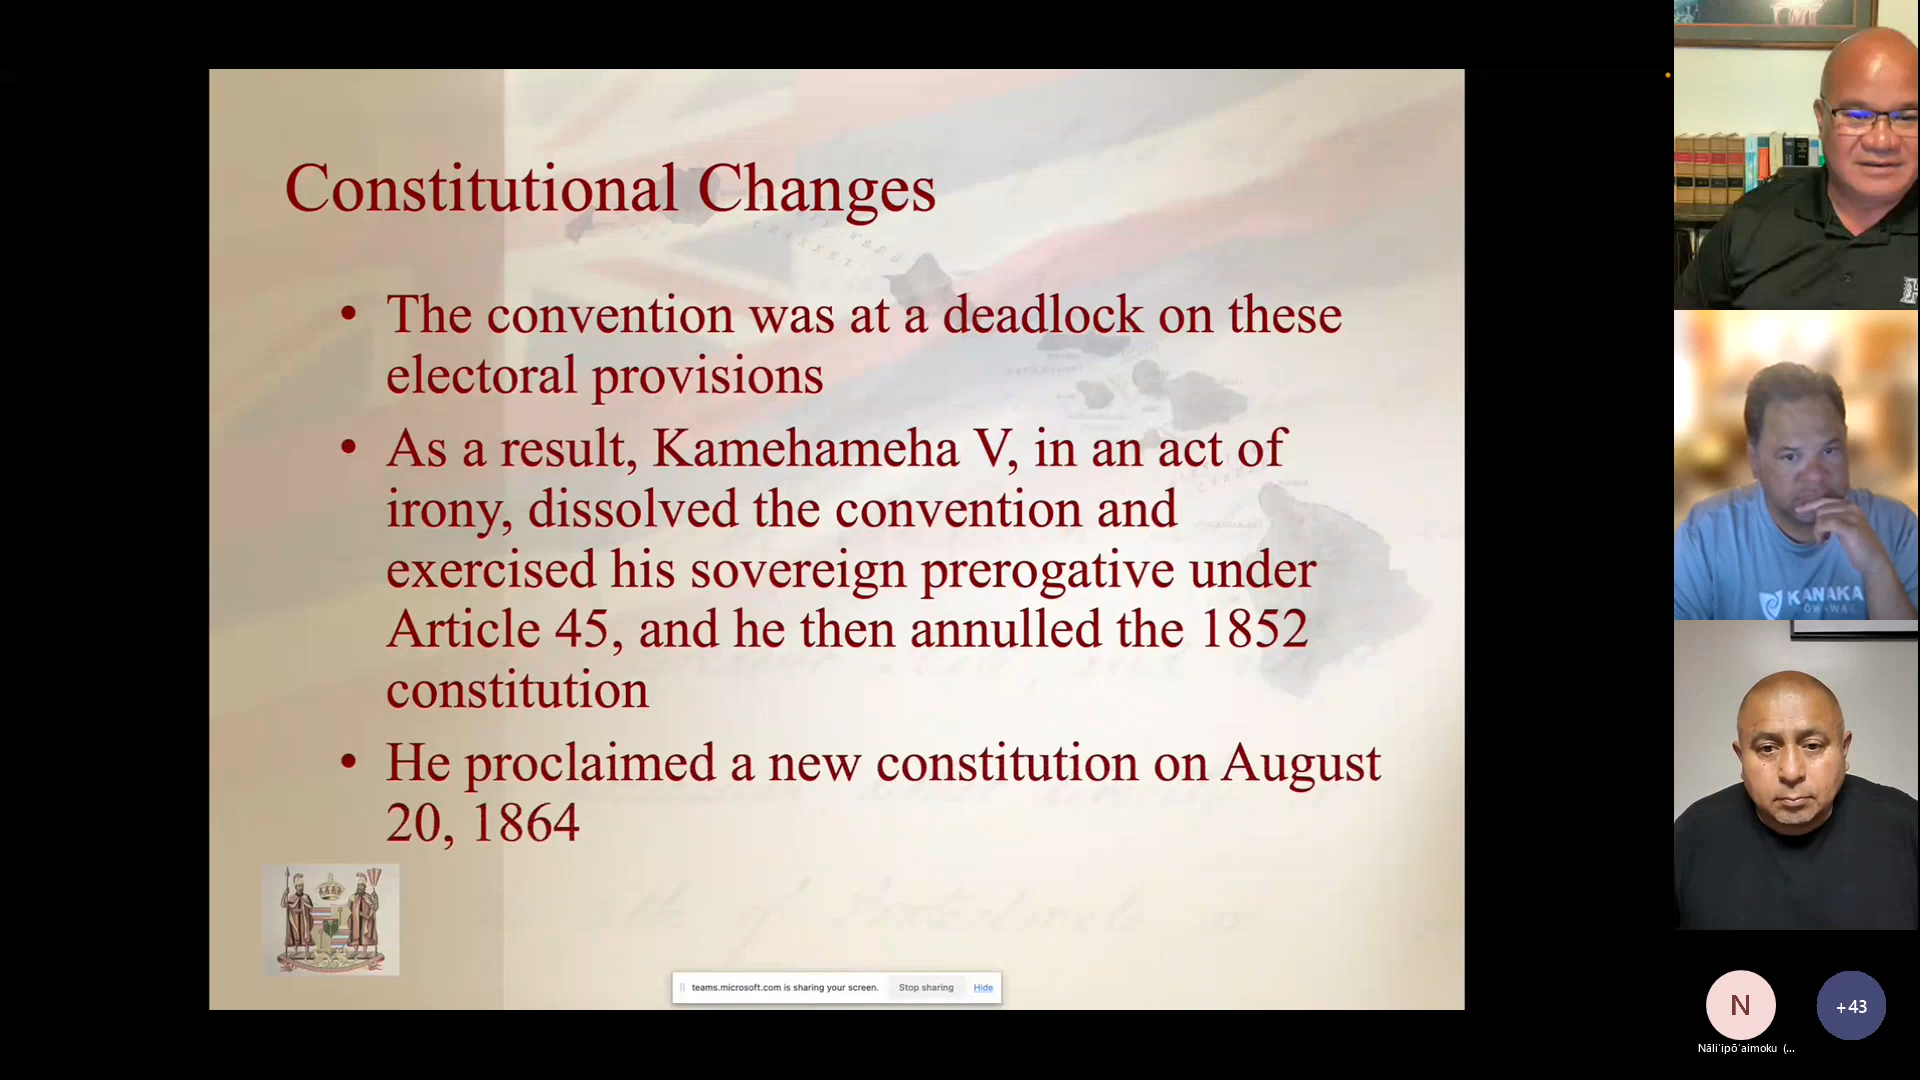 Constitutional Changes
• The convention was at a deadlock on these
electoral provisions
• As a result, Kamehameha V, in an act of
irony, dissolved the convention and
exercised his sovereign prerogative under
Article 45, and he then annulled the 1852
constitution
• He proclaimed a new constitution on August
20, 1864
teams.microsoft.com is sharing your screen. Stop sharing Hide
KANAKA
N
+43
Nāliʻipōʻaimoku (...